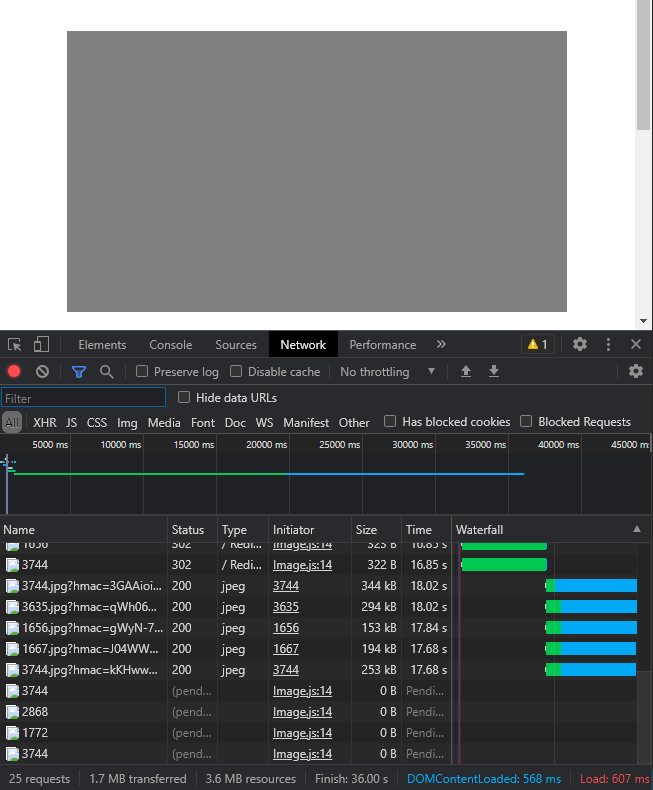 Elements Console Sources Network Performance » 1
Preserve log Disable cache No throttling
Filter Hide data URLs
All XHR JS CSS Img Media Font Doc WS Manifest Other Has blocked cookies Blocked Requests
5000 ms 10000 ms 15000 ms 20000 ms 25000 ms 30000 ms 35000 ms 40000 ms 45000 ms
Name Status Type Initiator Size Time Waterfall
1656 302 / Redi... Image.js:14 323 B 16.85 s
3744 302 / Redi... Image.js:14 322 B 16.85 s
3744.jpg?hmac=3GAAioi... 200 jpeg 3744 344 kB 18.02 s
3635.jpg?hmac=qWh06... 200 jpeg 3635 294 kB 18.02 s
1656.jpg?hmac=gWyN-7... 200 jpeg 1656 153 kB 17.84 s
1667.jpg?hmac=J04WW... 200 jpeg 1667 194 kB 17.68 s
3744.jpg?hmac=kKHww... 200 jpeg 3744 253 kB 17.68 s
3744 (pend... Image.js:14 0 B Pendi...
2868 (pend... Image.js:14 0 B Pendi...
1772 (pend... Image.js:14 0 B Pendi...
3744 (pend... Image.js:14 0 B Pendi...
25 requests 1.7 MB transferred 3.6 MB resources Finish: 36.00 s DOMContentLoaded: 568 ms Load: 607 ms